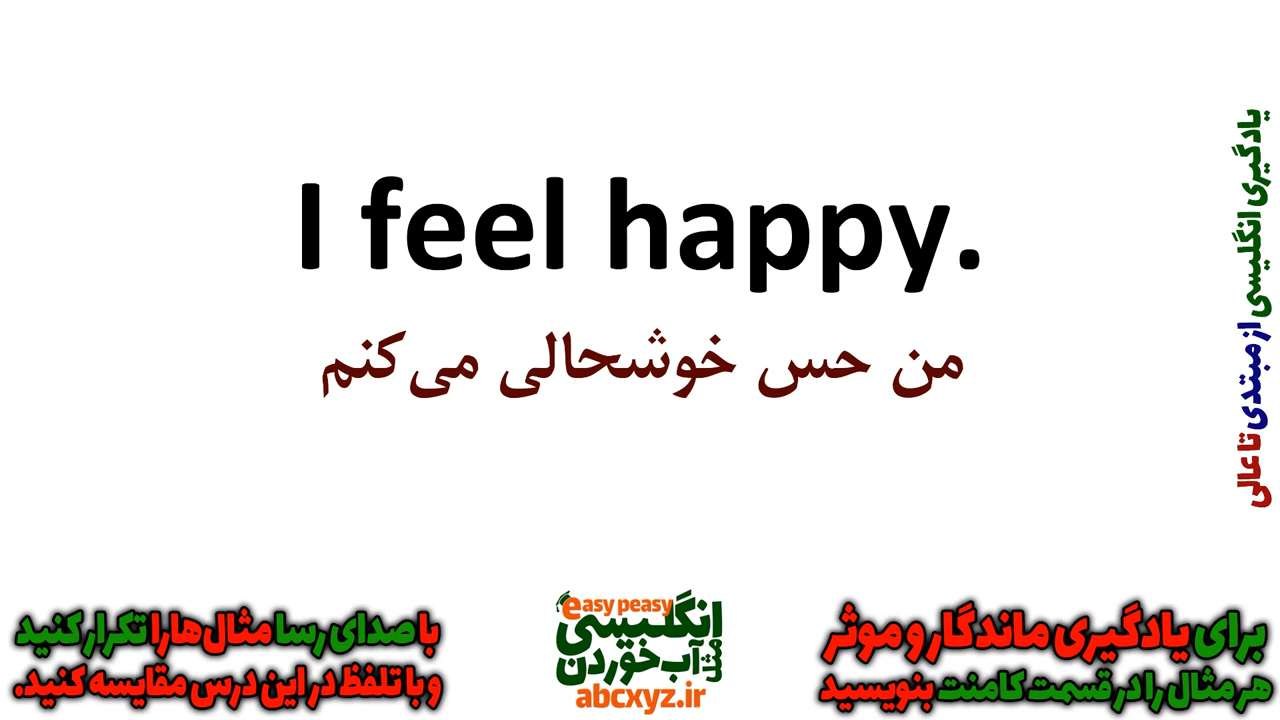 I feel happy.
من حس خوشحالی می‌کنم
یادگیری انگلیسی از مبتدی تا عالی
برای یادگیری ماندگار و موثر
هر مثال را در قسمت کامنت بنویسید
easy peasy
انگلیسی
مثل آب خوردن
abcxyz.ir
با صدای رسا مثال‌ها را تکرار کنید
و با تلفظ در این درس مقایسه کنید.